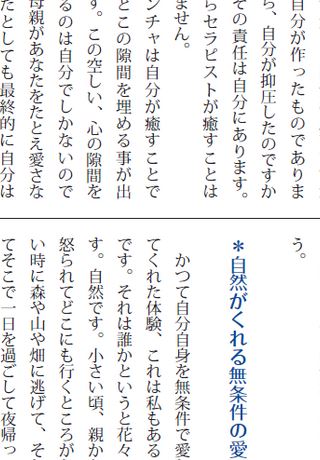 自分が作ったものでありま
ら、自分が抑圧したのですか
その責任は自分にあります。
らセラピストが癒すことは
ません。
ンチャは自分が癒すことで
とこの隙間を埋める事が出
す。この空しい、心の隙間を
るのは自分でしかないので
母親があなたをたとえ愛さな
たとしても最終的に自分は
う。
＊自然がくれる無条件の愛
かつて自分自身を無条件で愛
てくれた体験、これは私もある
です。それは誰かというと花々
す。自然です。小さい頃、親か
怒られてどこにも行くところが
い時に森や山や畑に逃げて、そ
てそこで一日を過ごして夜帰っ